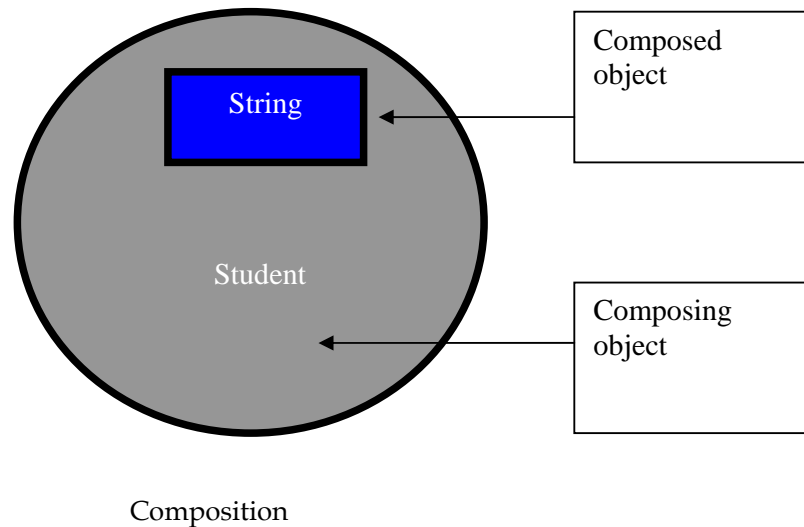 Composed
object
String
Student
Composing
object
Composition